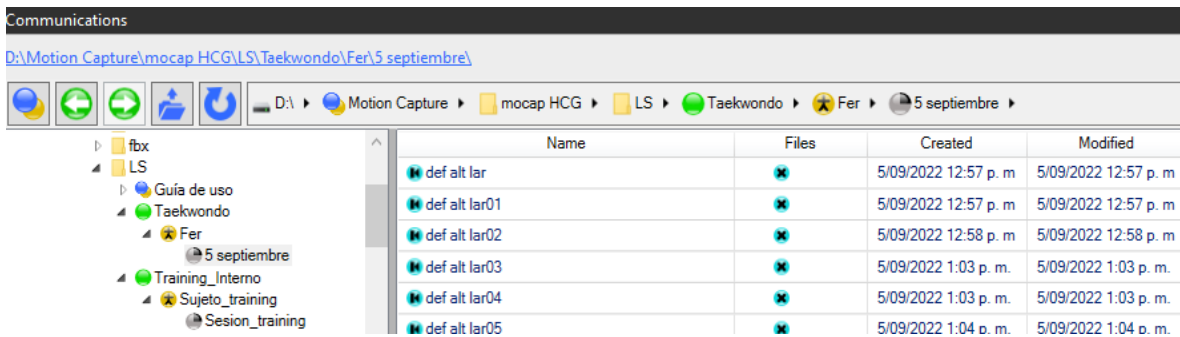 Communications
D:\Motion Capture\mocap HCG\LS\Taekwondo\Fer\5 septiembre\
D:\ Motion Capture mocap HCG LS Taekwondo Fer 5 septiembre
fbx
LS
Guía de uso
Taekwondo
Fer
5 septiembre
Training_Interno
Sujeto_training
Sesion_training
Name Files Created Modified
def alt lar 5/09/2022 12:57 p. m 5/09/2022 12:57 p. m
def alt lar01 5/09/2022 12:57 p. m 5/09/2022 12:57 p. m
def alt lar02 5/09/2022 12:58 p. m 5/09/2022 12:58 p. m
def alt lar03 5/09/2022 1:03 p. m. 5/09/2022 1:03 p. m.
def alt lar04 5/09/2022 1:03 p. m. 5/09/2022 1:03 p. m.
def alt lar05 5/09/2022 1:04 p. m. 5/09/2022 1:04 p. m.